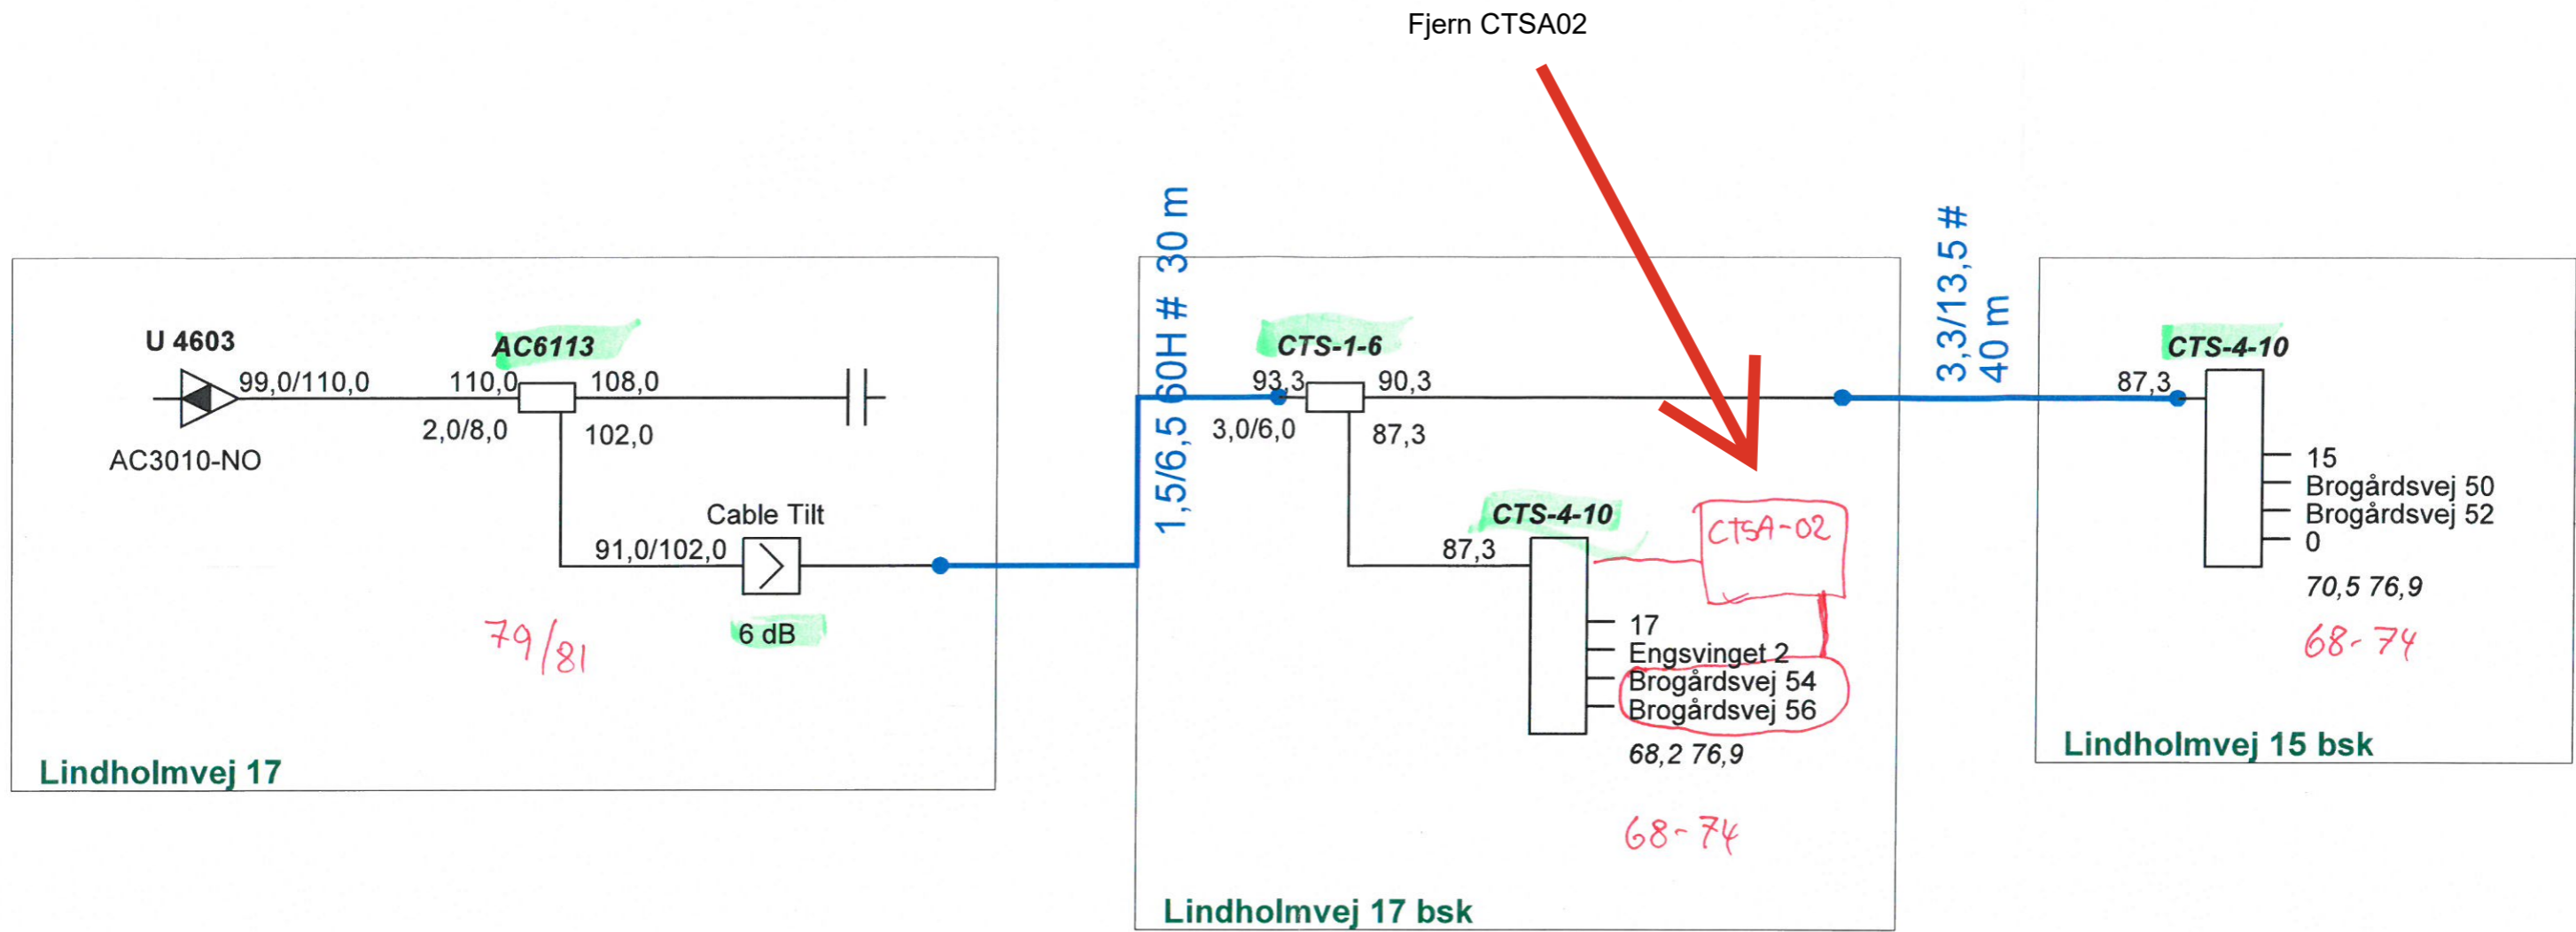 Fjern CTSA02
U 4603
99,0/110,0
AC3010-NO
AC6113
110,0
108,0
2,0/8,0
102,0
91,0/102,0
Cable Tilt
6 dB
79/81
Lindholmvej 17
1,5/6,5 60H # 30 m
CTS-1-6
93,3
90,3
3,0/6,0
87,3
CTS-4-10
87,3
CTSA-02
17
Engsvinget 2
Brogårdsvej 54
Brogårdsvej 56
68,2 76,9
68-74
Lindholmvej 17 bsk
3,3/13,5 #
40 m
CTS-4-10
87,3
15
Brogårdsvej 50
Brogårdsvej 52
0
70,5 76,9
68-74
Lindholmvej 15 bsk